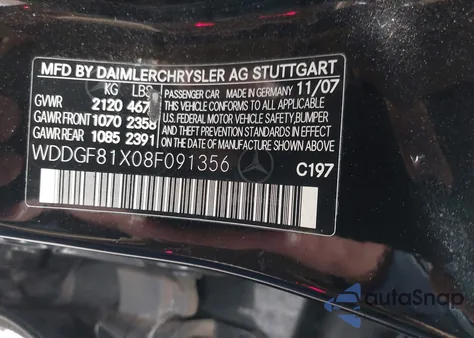 MFD BY DAIMLERCHRYSLER AG STUTTGART
KG LBS PASSENGER CAR MADE IN GERMANY 11/07
GVWR 2120 467 THIS VEHICLE CONFORMS TO ALL APPLICABLE
GAWR FRONT 1070 2358 U.S. FEDERAL MOTOR VEHICLE SAFETY, BUMPER
GAWR REAR 1085 2391 AND THEFT PREVENTION STANDARDS IN EFFECT
ON THE DATE OF MANUFACTURE SHOWN ABOVE.
WDDGF81X08F091356
C197
autoSnap